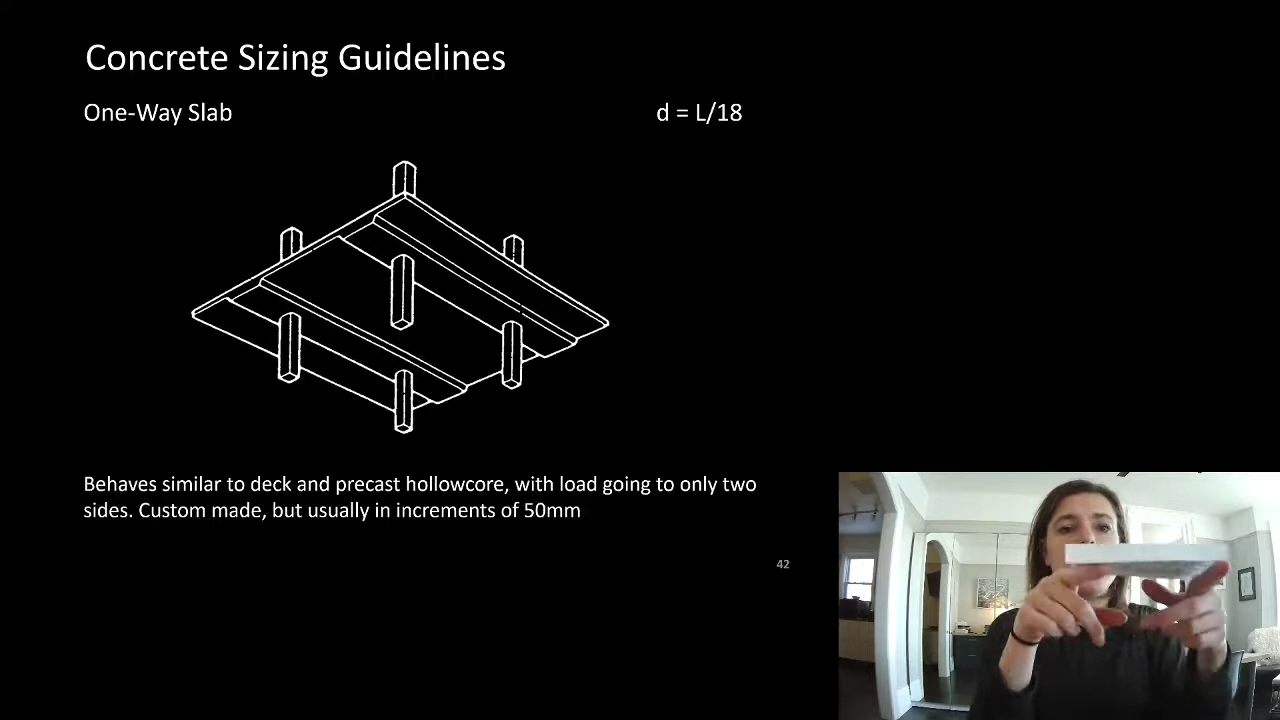 Concrete Sizing Guidelines
One-Way Slab
d = L/18
Behaves similar to deck and precast hollowcore, with load going to only two
sides. Custom made, but usually in increments of 50mm
42